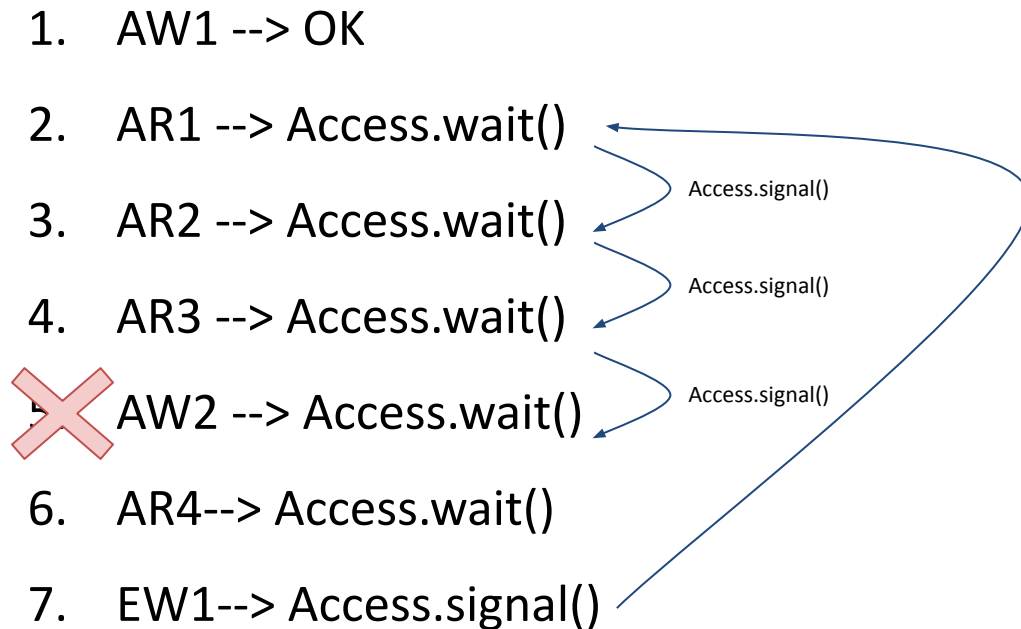 1. AW1 --> OK
2. AR1 --> Access.wait()
Access.signal()
3. AR2 --> Access.wait()
Access.signal()
4. AR3 --> Access.wait()
Access.signal()
AW2 --> Access.wait()
6. AR4--> Access.wait()
7. EW1--> Access.signal()